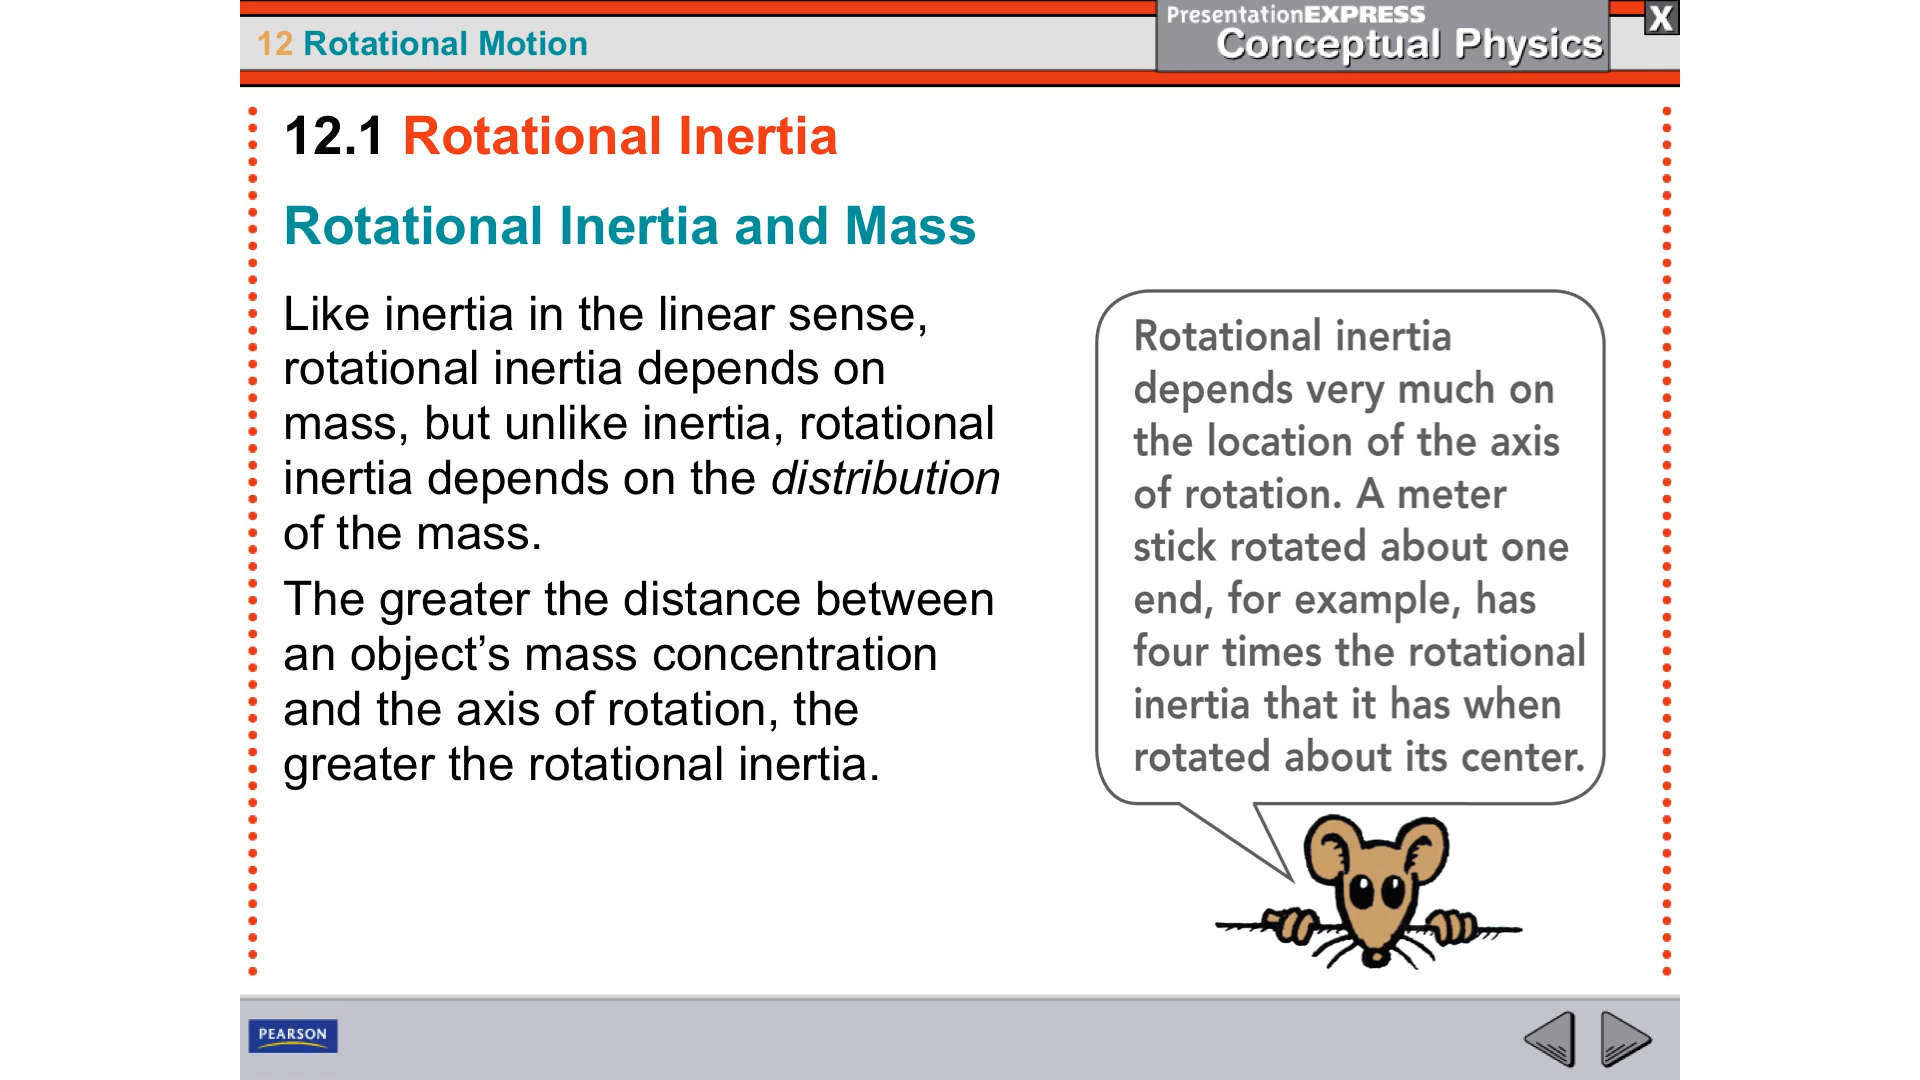 12 Rotational Motion
PresentationEXPRESS
Conceptual Physics
X
12.1 Rotational Inertia
Rotational Inertia and Mass
Like inertia in the linear sense,
rotational inertia depends on
mass, but unlike inertia, rotational
inertia depends on the distribution
of the mass.
The greater the distance between
an object’s mass concentration
and the axis of rotation, the
greater the rotational inertia.
Rotational inertia
depends very much on
the location of the axis
of rotation. A meter
stick rotated about one
end, for example, has
four times the rotational
inertia that it has when
rotated about its center.
PEARSON